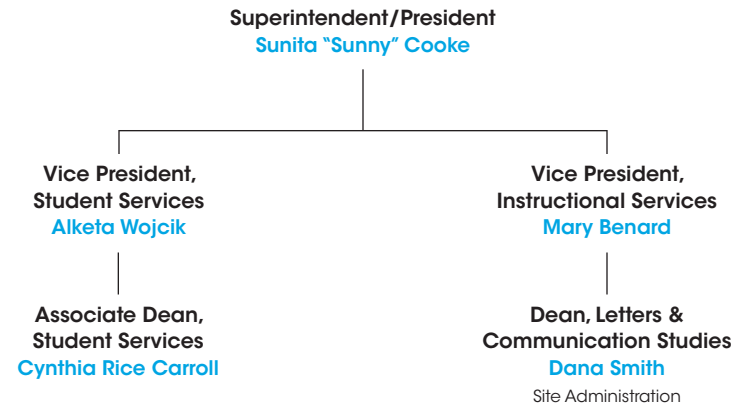 Superintendent/President
Sunita “Sunny” Cooke
Vice President,
Student Services
Alketa Wojcik
Vice President,
Instructional Services
Mary Benard
Associate Dean,
Student Services
Cynthia Rice Carroll
Dean, Letters &
Communication Studies
Dana Smith
Site Administration